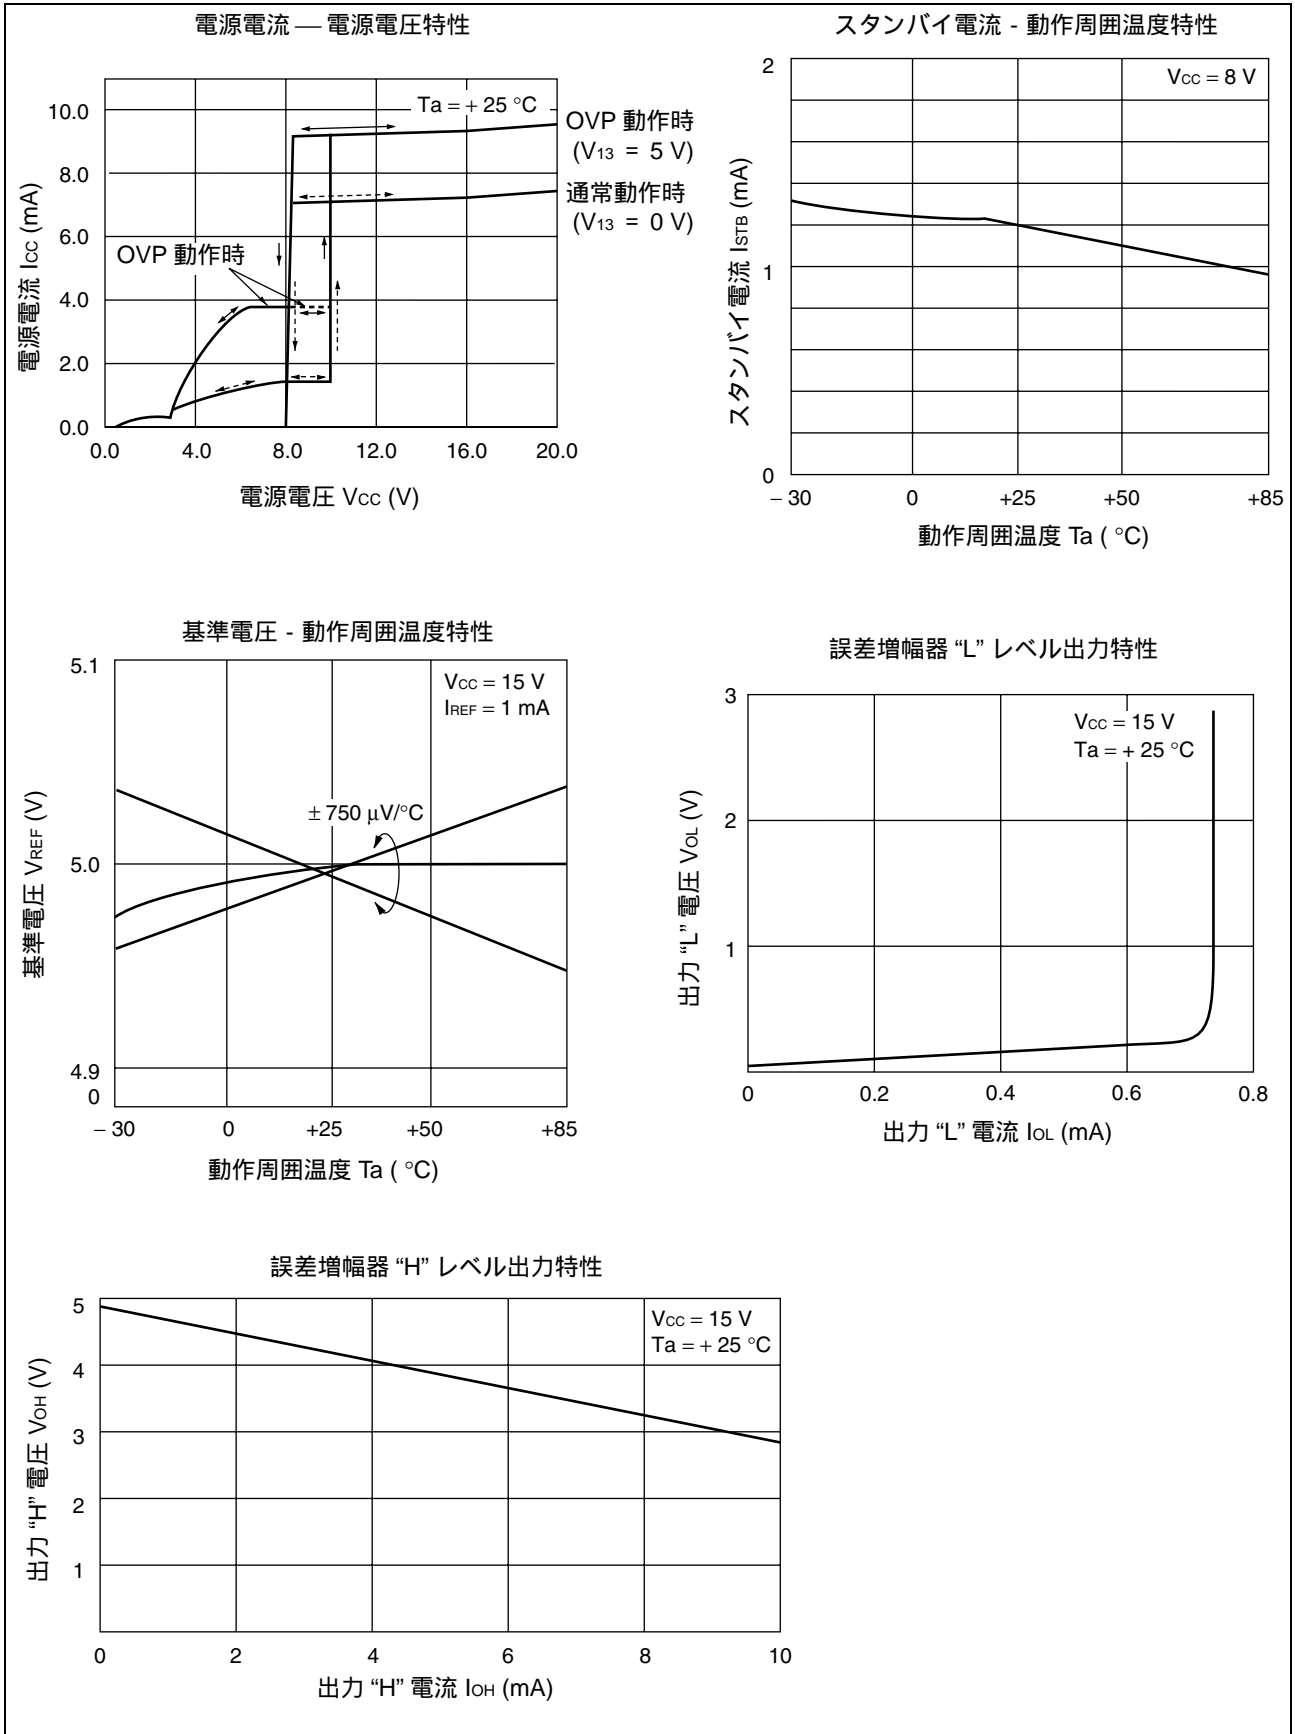 電源電流 — 電源電圧特性
Ta = + 25 °C
10.0
8.0
6.0
4.0
2.0
0.0
電源電流 ICC (mA)
OVP 動作時
(V13 = 5 V)
通常動作時
(V13 = 0 V)
OVP 動作時
0.0 4.0 8.0 12.0 16.0 20.0
電源電圧 VCC (V)
スタンバイ電流 - 動作周囲温度特性
VCC = 8 V
2
1
0
スタンバイ電流 ISTB (mA)
− 30 0 +25 +50 +85
動作周囲温度 Ta ( °C)
基準電圧 - 動作周囲温度特性
VCC = 15 V
IREF = 1 mA
± 750 μV/°C
5.1
5.0
4.9
0
基準電圧 VREF (V)
− 30 0 +25 +50 +85
動作周囲温度 Ta ( °C)
誤差増幅器 “L” レベル出力特性
VCC = 15 V
Ta = + 25 °C
3
2
1
出力 “L” 電圧 VOL (V)
0 0.2 0.4 0.6 0.8
出力 “L” 電流 IOL (mA)
誤差増幅器 “H” レベル出力特性
VCC = 15 V
Ta = + 25 °C
5
4
3
2
1
出力 “H” 電圧 VOH (V)
0 2 4 6 8 10
出力 “H” 電流 IOH (mA)